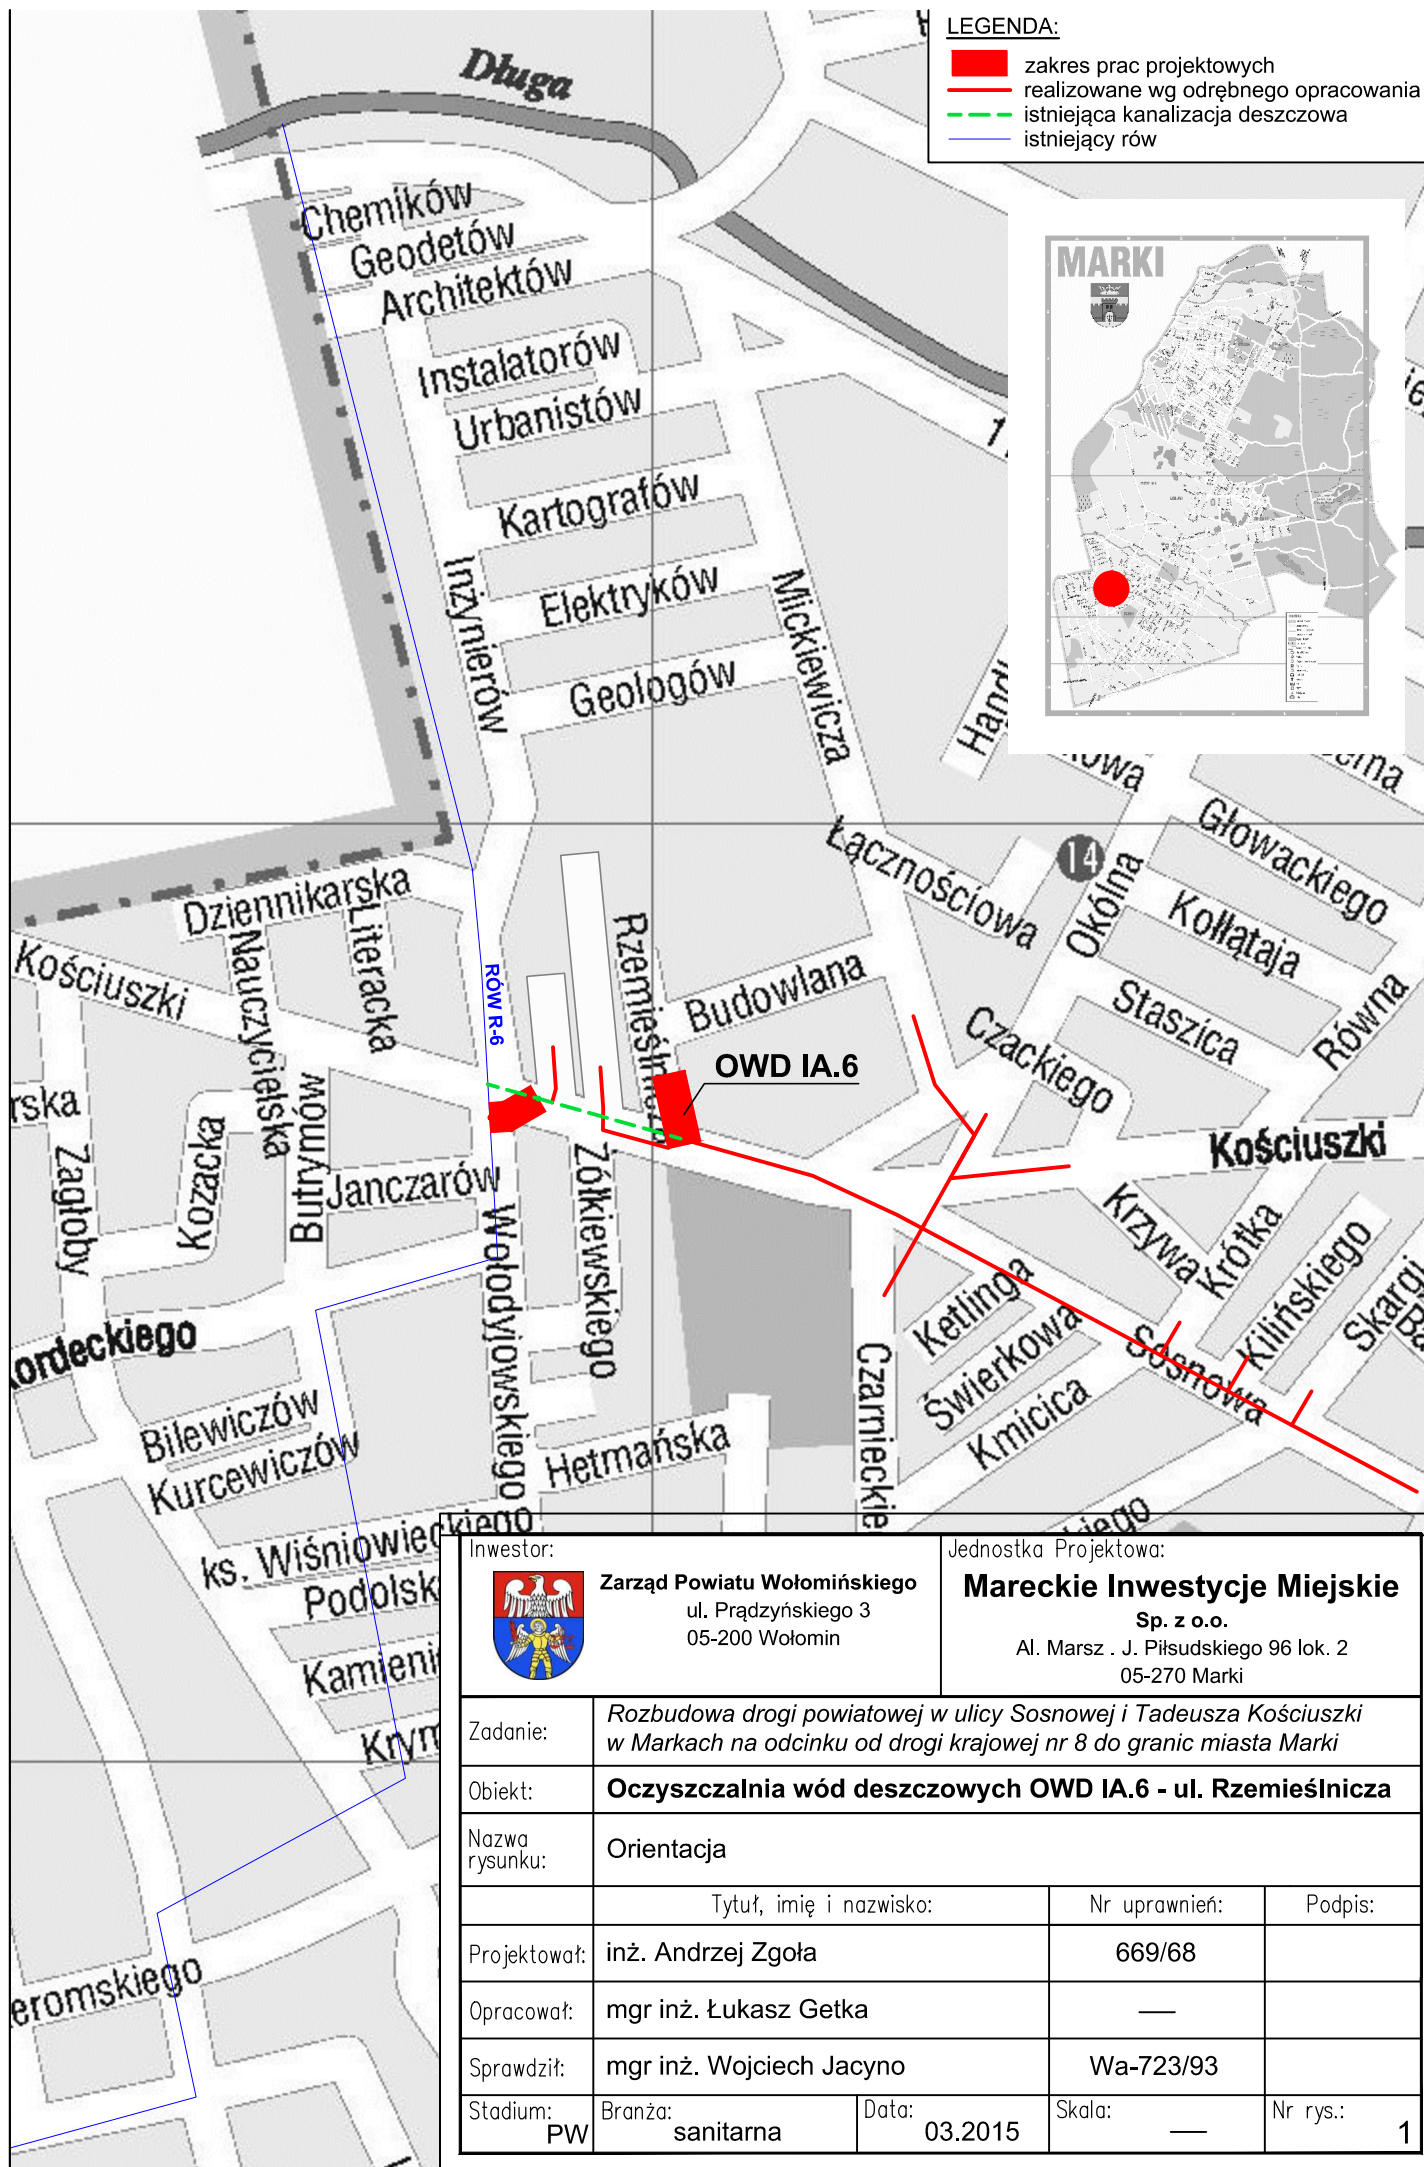 LEGENDA:
zakres prac projektowych
realizowane wg odrębnego opracowania
istniejąca kanalizacja deszczowa
istniejący rów
Długa
MARKI
Chemików
Geodetów
Architektów
Instalatorów
Urbanistów
Kartografów
Elektryków
Geologów
Inżynierów
Mickiewicza
Łącznościowa
14
Okólna
Głowackiego
Kołłątaja
Staszica
Równa
Czackiego
Dziennikarska
Literacka
Nauczycielska
Kościuszki
RÓW R-6
Rzemieślnicza
Budowlana
OWD IA.6
Kozacka
Butrymów
Zagłoby
Janczarów
Żółkiewskiego
Wołodyjowskiego
Kościuszki
Krzywa
Krótka
Kilińskiego
Skargi
Ketlinga
Świerkowa
Kmicica
Sosnowa
Bilewiczów
Kurcewiczów
Hetmańska
ks. Wiśniowieckiego
Inwestor:
Zarząd Powiatu Wołomińskiego
ul. Prądzyńskiego 3
05-200 Wołomin
Jednostka Projektowa:
Mareckie Inwestycje Miejskie
Sp. z o.o.
Al. Marsz . J. Piłsudskiego 96 lok. 2
05-270 Marki
Zadanie:
Rozbudowa drogi powiatowej w ulicy Sosnowej i Tadeusza Kościuszki
w Markach na odcinku od drogi krajowej nr 8 do granic miasta Marki
Obiekt:
Oczyszczalnia wód deszczowych OWD IA.6 - ul. Rzemieślnicza
Nazwa
rysunku:
Orientacja
Tytuł, imię i nazwisko:
Nr uprawnień:
Podpis:
Projektował:
inż. Andrzej Zgoła
669/68
Opracował:
mgr inż. Łukasz Getka
—
Sprawdził:
mgr inż. Wojciech Jacyno
Wa-723/93
Stadium:
PW
Branża:
sanitarna
Data:
03.2015
Skala:
—
Nr rys.:
1